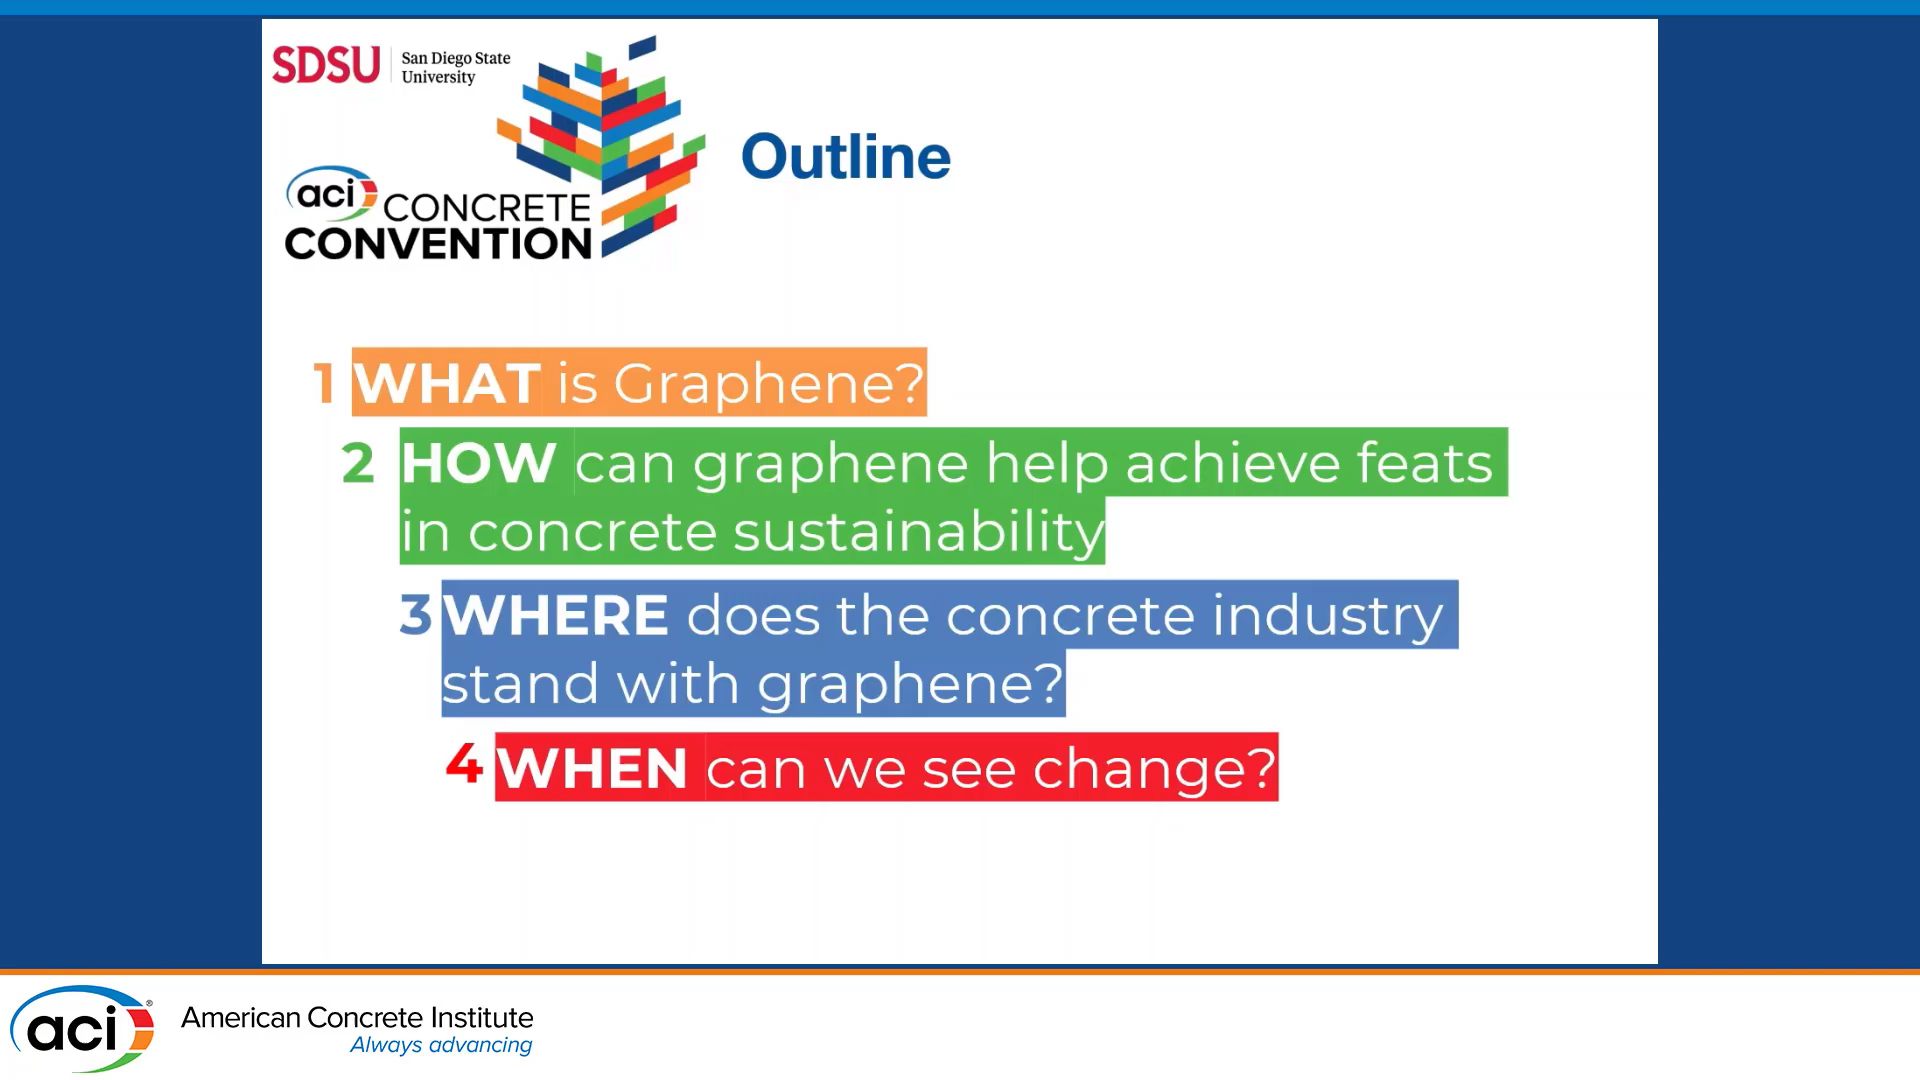 SDSU
San Diego State
University
Outline
aci CONCRETE
CONVENTION
1 WHAT is Graphene?
2 HOW can graphene help achieve feats
in concrete sustainability
3 WHERE does the concrete industry
stand with graphene?
4 WHEN can we see change?
aci®
American Concrete Institute
Always advancing